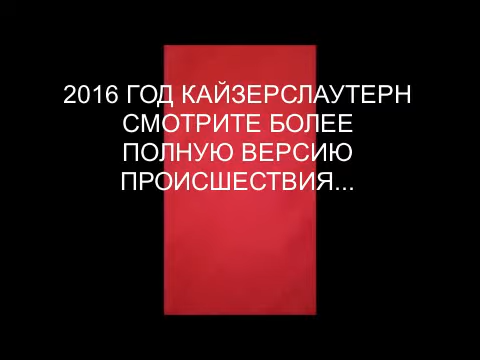 2016 ГОД КАЙЗЕРСЛАУТЕРН
СМОТРИТЕ БОЛЕЕ
ПОЛНУЮ ВЕРСИЮ
ПРОИСШЕСТВИЯ...